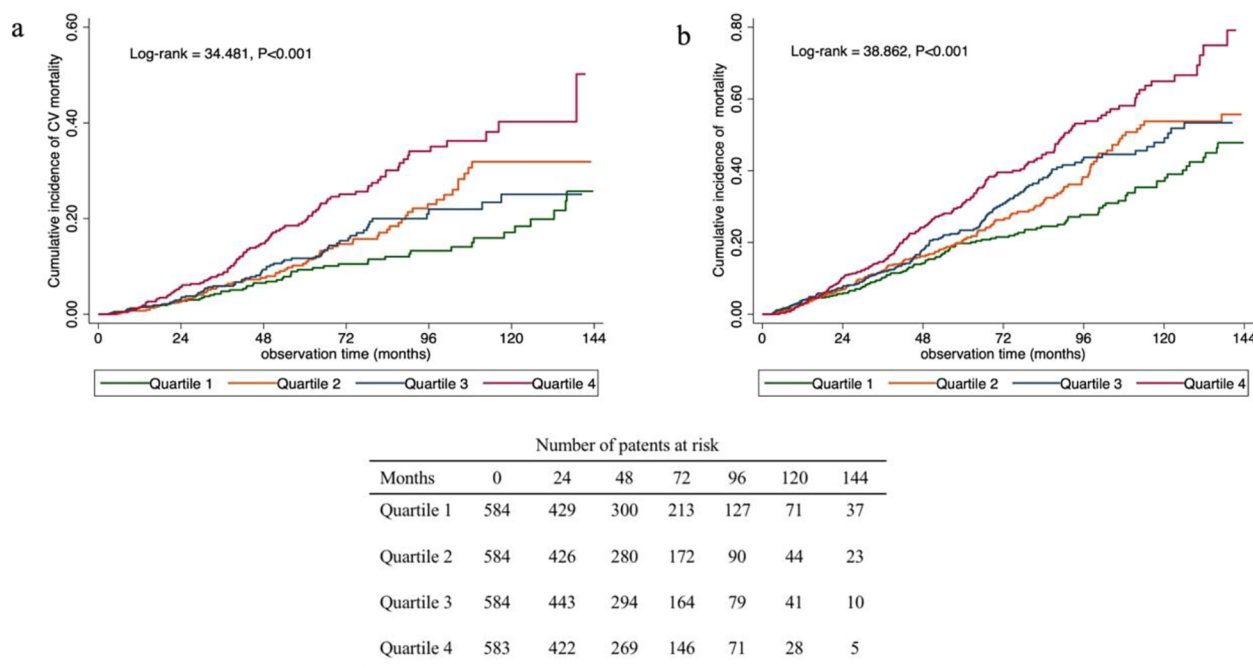 a
Log-rank = 34.481, P<0.001
Cumulative incidence of CV mortality
0.60
0.40
0.20
0.00
0 24 48 72 96 120 144
observation time (months)
Quartile 1 Quartile 2 Quartile 3 Quartile 4
b
Log-rank = 38.862, P<0.001
Cumulative incidence of mortality
0.80
0.60
0.40
0.20
0.00
0 24 48 72 96 120 144
observation time (months)
Quartile 1 Quartile 2 Quartile 3 Quartile 4
Number of patents at risk
Months 0 24 48 72 96 120 144
Quartile 1 584 429 300 213 127 71 37
Quartile 2 584 426 280 172 90 44 23
Quartile 3 584 443 294 164 79 41 10
Quartile 4 583 422 269 146 71 28 5